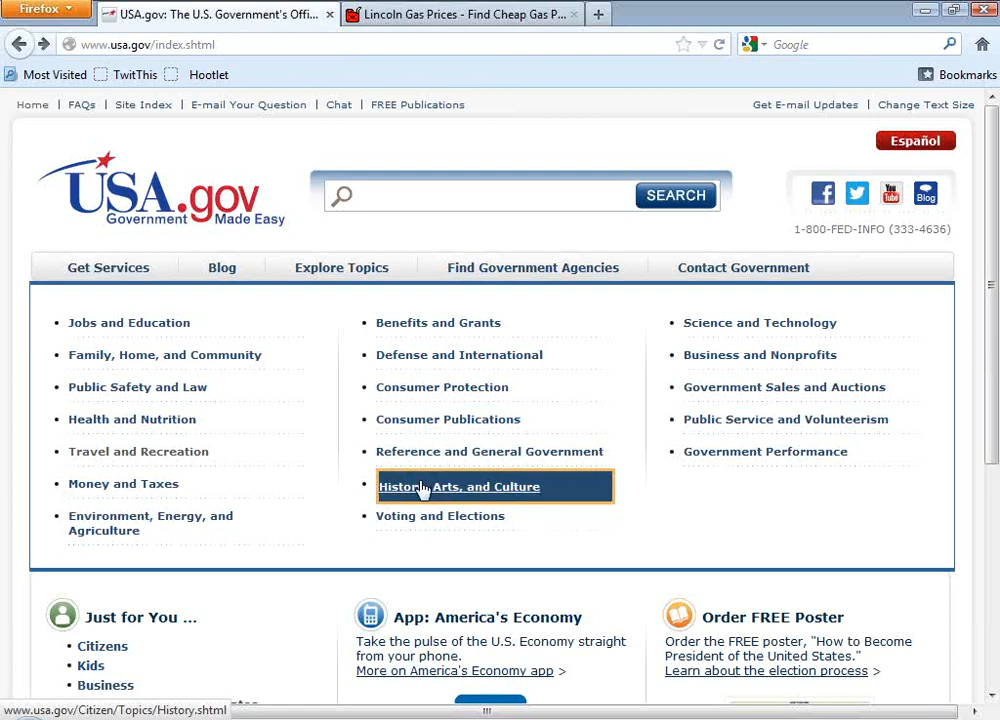 Firefox
USA.gov: The U.S. Government's Offi...
Lincoln Gas Prices - Find Cheap Gas P...
www.usa.gov/index.shtml
Google
Most Visited
TwitThis
Hootlet
Bookmarks
Home | FAQs | Site Index | E-mail Your Question | Chat | FREE Publications
Get E-mail Updates | Change Text Size
Español
USA.gov
Government Made Easy
SEARCH
You Tube
Blog
1-800-FED-INFO (333-4636)
Get Services
Blog
Explore Topics
Find Government Agencies
Contact Government
Jobs and Education
Family, Home, and Community
Public Safety and Law
Health and Nutrition
Travel and Recreation
Money and Taxes
Environment, Energy, and
Agriculture
Benefits and Grants
Defense and International
Consumer Protection
Consumer Publications
Reference and General Government
History, Arts, and Culture
Voting and Elections
Science and Technology
Business and Nonprofits
Government Sales and Auctions
Public Service and Volunteerism
Government Performance
Just for You ...
Citizens
Kids
Business
App: America's Economy
Take the pulse of the U.S. Economy straight
from your phone.
More on America's Economy app >
Order FREE Poster
Order the FREE poster, "How to Become
President of the United States."
Learn about the election process >
www.usa.gov/Citizen/Topics/History.shtml